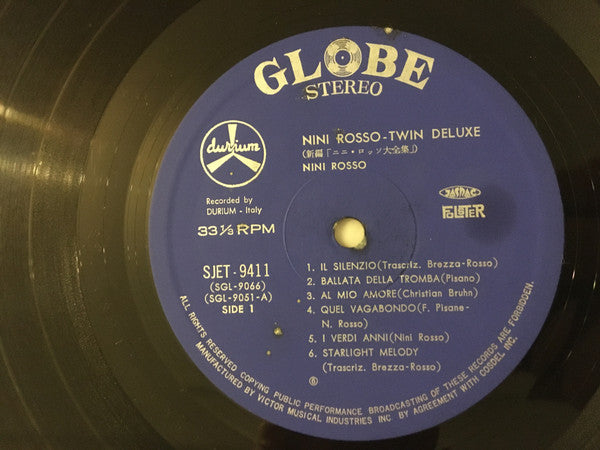 GLOBE
STEREO
durium
NINI ROSSO-TWIN DELUXE
(新編「ニニ・ロッソ大全集」)
NINI ROSSO
Recorded by
DURIUM - Italy
JASRAC
FOLSTER
33⅓ RPM
SJET-9411
(SGL-9066)
(SGL-9051-A)
SIDE 1
1. IL SILENZIO(Trascriz. Brezza-Rosso)
2. BALLATA DELLA TROMBA(Pisano)
3. AL MIO AMORE(Christian Bruhn)
4. QUEL VAGABONDO(F. Pisane-
N. Rosso)
5. I VERDI ANNI(Nini Rosso)
6. STARLIGHT MELODY
(Trascriz. Brezza-Rosso)
ALL RIGHTS RESERVED COPYING PUBLIC PERFORMANCE BROADCASTING OF THESE RECORDS ARE FORBIDDEN.
MANUFACTURED BY VICTOR MUSICAL INDUSTRIES INC BY AGREEMENT WITH COSDEL INC.